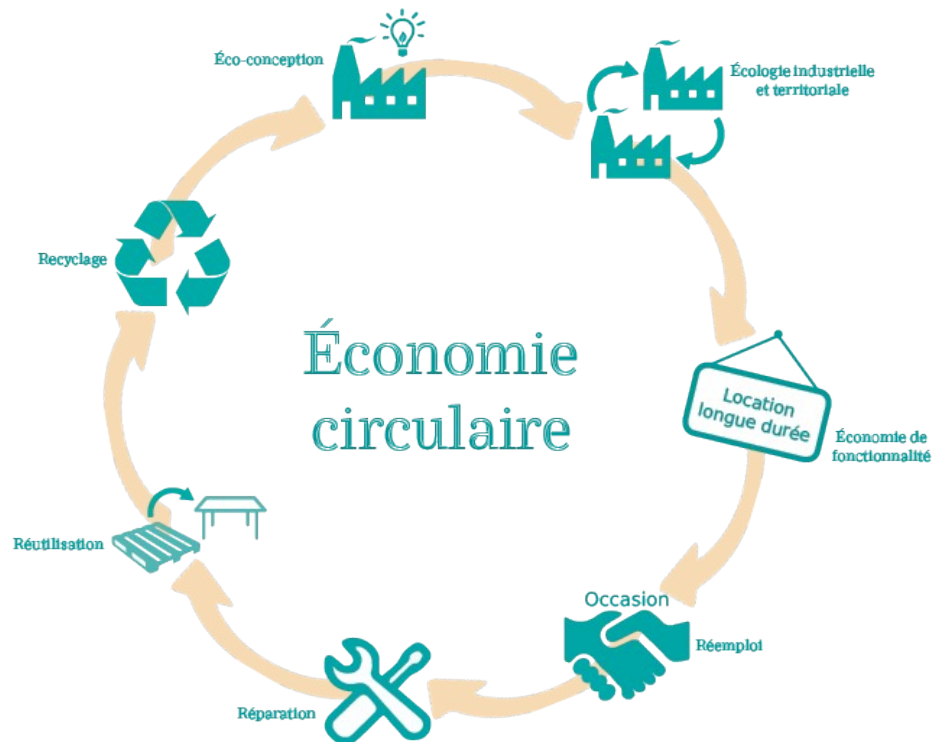 Éco-conception
Écologie industrielle
et territoriale
Recyclage
Économie
circulaire
Location
longue durée
Économie de
fonctionnalité
Réutilisation
Occasion
Réemploi
Réparation